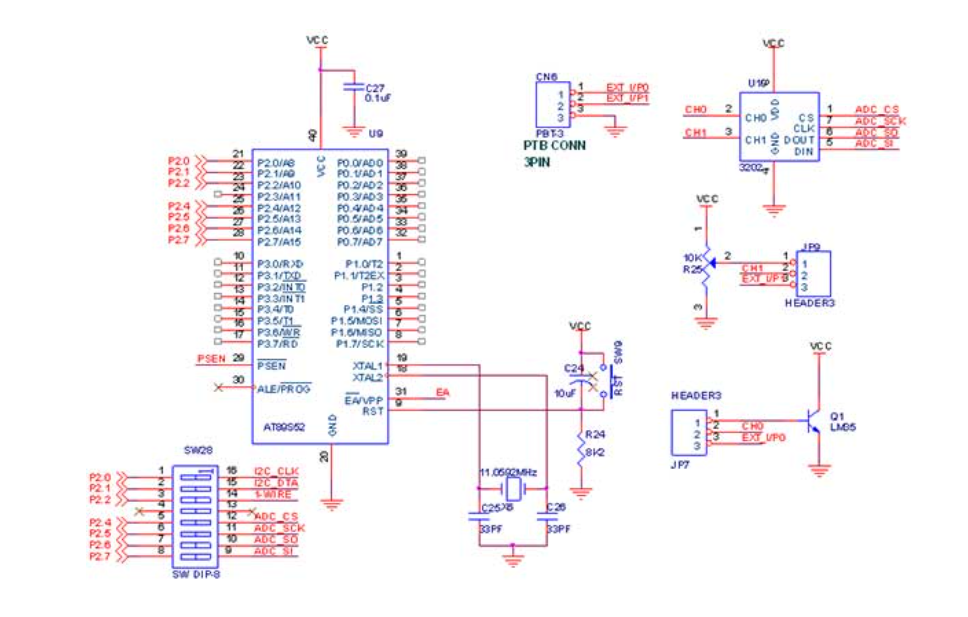 VCC
C27
0.1uF
40
U9
VCC
P2.0 21 P2.0/A8 P0.0/AD0 39
P2.1 22 P2.1/A9 P0.1/AD1 38
P2.2 23 P2.2/A10 P0.2/AD2 37
24 P2.3/A11 P0.3/AD3 36
P2.4 25 P2.4/A12 P0.4/AD4 35
P2.5 26 P2.5/A13 P0.5/AD5 34
P2.6 27 P2.6/A14 P0.6/AD6 33
P2.7 28 P2.7/A15 P0.7/AD7 32
10 P3.0/RXD P1.0/T2 1
11 P3.1/TXD P1.1/T2EX 2
12 P3.2/INT0 P1.2 3
13 P3.3/INT1 P1.3 4
14 P3.4/T0 P1.4/SS 5
15 P3.5/T1 P1.5/MOSI 6
16 P3.6/WR P1.6/MISO 7
17 P3.7/RD P1.7/SCK 8
PSEN 29 PSEN XTAL1 19
XTAL2 18
30 ALE/PROG EA/VPP 31 EA
RST 9
AT89S52 GND
20
CN6
1 1 EXT_I/P0
2 2 EXT_I/P1
3 3
PBT-3
PTB CONN
3PIN
VCC
VDD
CH0 2 CH0 CS 1 ADC_CS
CLK 7 ADC_SCK
CH1 3 CH1 DOUT 6 ADC_SO
DIN 5 ADC_SI
GND
3202
4
VCC
1
10K
R25
2
3
JP9
1 1
CH1 2 2
3
HEADER3
VCC
SW9
RST
C24
10uF
R24
8K2
11.0592MHz
C25
33PF
C26
33PF
HEADER3
1 1
2 2 CH0
3 3 EXT_I/P0
JP7
VCC
Q1
LM35
SW28
P2.0 1 16 I2C_CLK
P2.1 2 15 I2C_DTA
P2.2 3 14 1-WIRE
4 13
P2.4 5 12 ADC_CS
P2.5 6 11 ADC_SCK
P2.6 7 10 ADC_SO
P2.7 8 9 ADC_SI
SW DIP-8